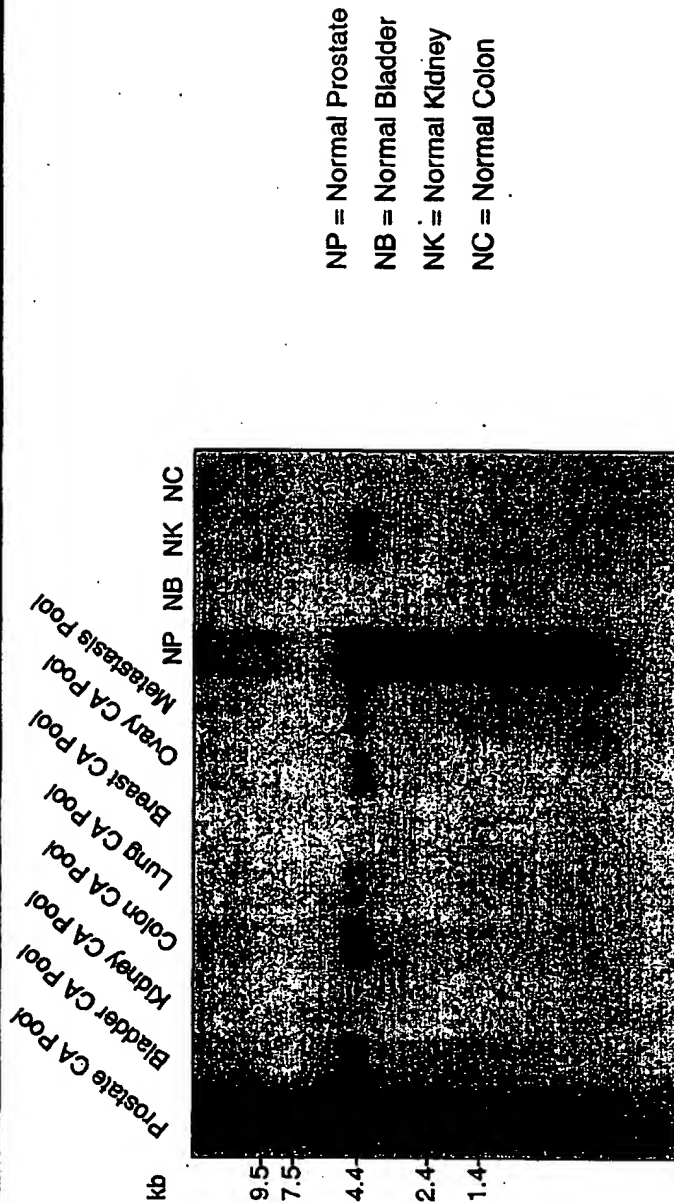 Prostate CA Pool
Bladder CA Pool
Kidney CA Pool
Colon CA Pool
Lung CA Pool
Breast CA Pool
Ovary CA Pool
Metastasis Pool
NP NB NK NC
kb
9.5-
7.5-
4.4-
2.4-
1.4-
NP = Normal Prostate
NB = Normal Bladder
NK = Normal Kidney
NC = Normal Colon